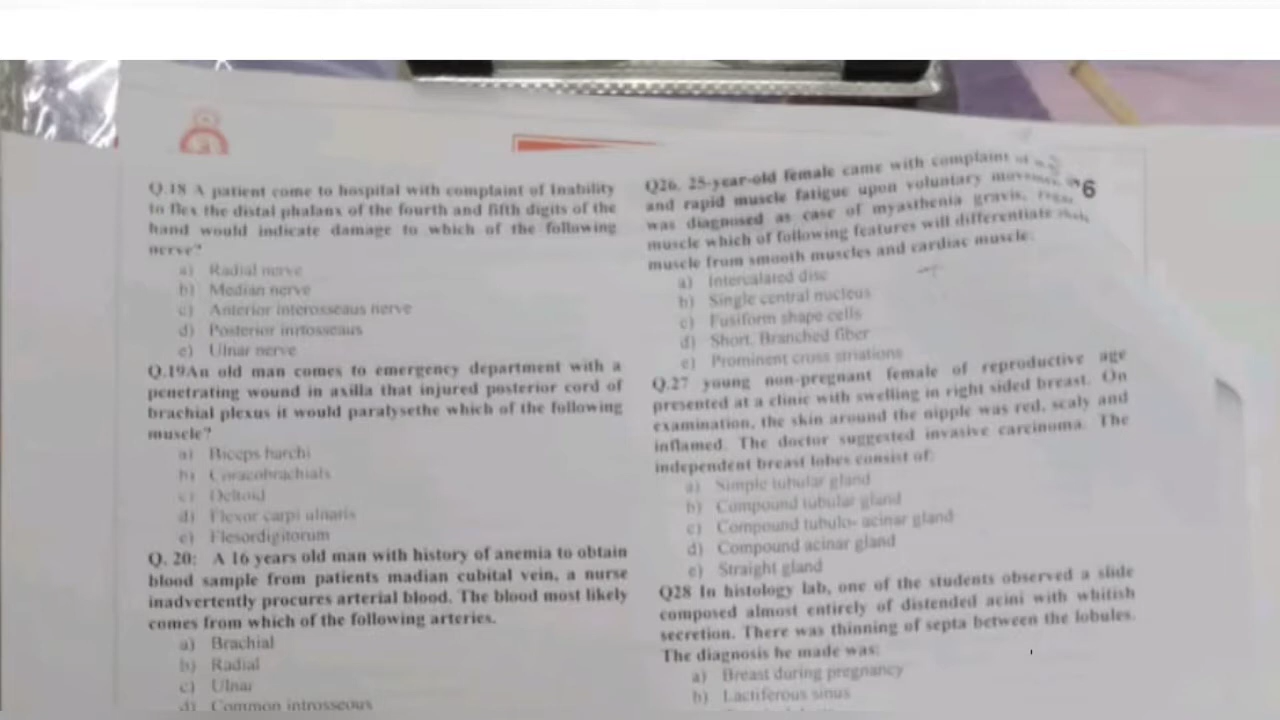 Q.18 A patient come to hospital with complaint of Inability
to flex the distal phalanx of the fourth and fifth digits of the
hand would indicate damage to which of the following
nerve?
a) Radial nerve
b) Median nerve
c) Anterior interosseaus nerve
d) Posterior inrtosseaus
e) Ulnar nerve
Q.19An old man comes to emergency department with a
penetrating wound in axilla that injured posterior cord of
brachial plexus it would paralysethe which of the following
muscle?
a) Biceps barchi
b) Coracobrachials
c) Deltoid
d) Flexor carpi ulnaris
e) Flesordigitorum
Q. 20: A 16 years old man with history of anemia to obtain
blood sample from patients madian cubital vein, a nurse
inadvertently procures arterial blood. The blood most likely
comes from which of the following arteries.
a) Brachial
b) Radial
c) Ulnar
d) Common introsseous
Q26. 25-year-old female came with complaint of
and rapid muscle fatigue upon voluntary
was diagnosed as case of myasthenia gravis,
muscle which of following features will differentiate
muscle from smooth muscles and cardiac muscle.
a) Intercalated disc
b) Single central nucleus
c) Fusiform shape cells
d) Short, Branched fiber
e) Prominent cross striations
6
Q.27 young non-pregnant female of reproductive age
presented at a clinic with swelling in right sided breast. On
examination, the skin around the nipple was red, scaly and
inflamed. The doctor suggested invasive carcinoma. The
independent breast lobes consist of:
a) Simple tubular gland
b) Compound tubular gland
c) Compound tubulo- acinar gland
d) Compound acinar gland
e) Straight gland
Q28 In histology lab, one of the students observed a slide
composed almost entirely of distended acini with whitish
secretion. There was thinning of septa between the lobules.
The diagnosis he made was:
a) Breast during pregnancy
b) Lactiferous sinus